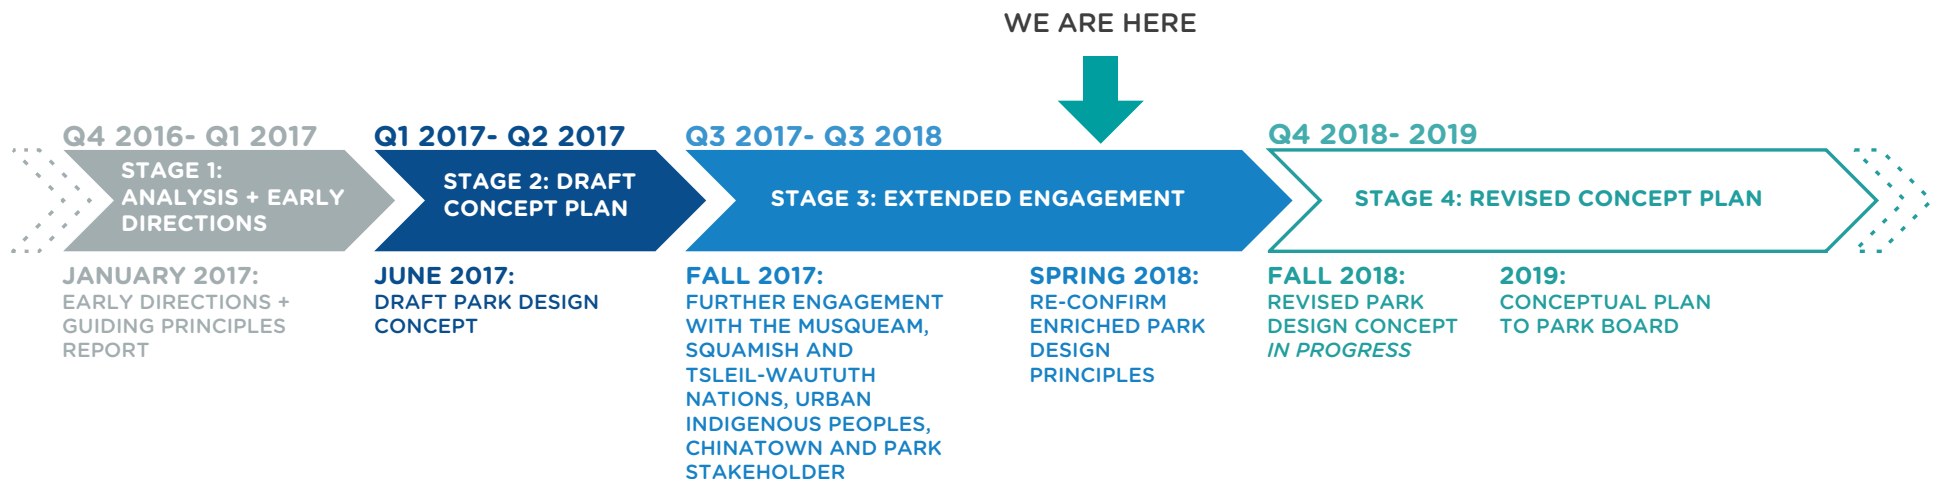 WE ARE HERE
Q4 2016- Q1 2017
STAGE 1:
ANALYSIS + EARLY
DIRECTIONS
JANUARY 2017:
EARLY DIRECTIONS +
GUIDING PRINCIPLES
REPORT
Q1 2017- Q2 2017
STAGE 2: DRAFT
CONCEPT PLAN
JUNE 2017:
DRAFT PARK DESIGN
CONCEPT
Q3 2017- Q3 2018
STAGE 3: EXTENDED ENGAGEMENT
FALL 2017:
FURTHER ENGAGEMENT
WITH THE MUSQUEAM,
SQUAMISH AND
TSLEIL-WAUTUTH
NATIONS, URBAN
INDIGENOUS PEOPLES,
CHINATOWN AND PARK
STAKEHOLDER
SPRING 2018:
RE-CONFIRM
ENRICHED PARK
DESIGN
PRINCIPLES
Q4 2018- 2019
STAGE 4: REVISED CONCEPT PLAN
FALL 2018:
REVISED PARK
DESIGN CONCEPT
IN PROGRESS
2019:
CONCEPTUAL PLAN
TO PARK BOARD